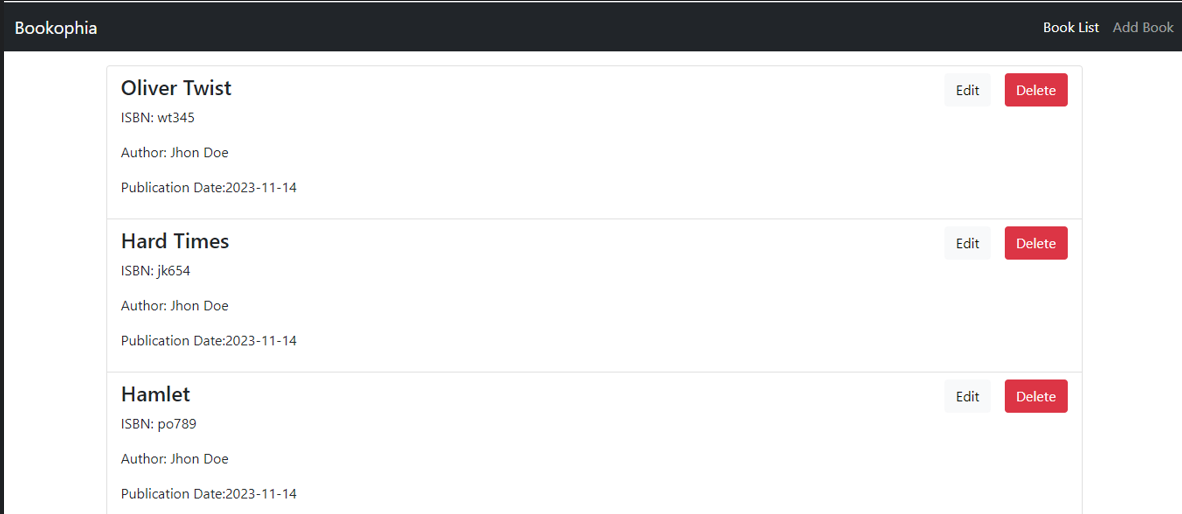 Bookophia Book List Add Book
Oliver Twist Edit Delete
ISBN: wt345
Author: Jhon Doe
Publication Date:2023-11-14
Hard Times Edit Delete
ISBN: jk654
Author: Jhon Doe
Publication Date:2023-11-14
Hamlet Edit Delete
ISBN: po789
Author: Jhon Doe
Publication Date:2023-11-14